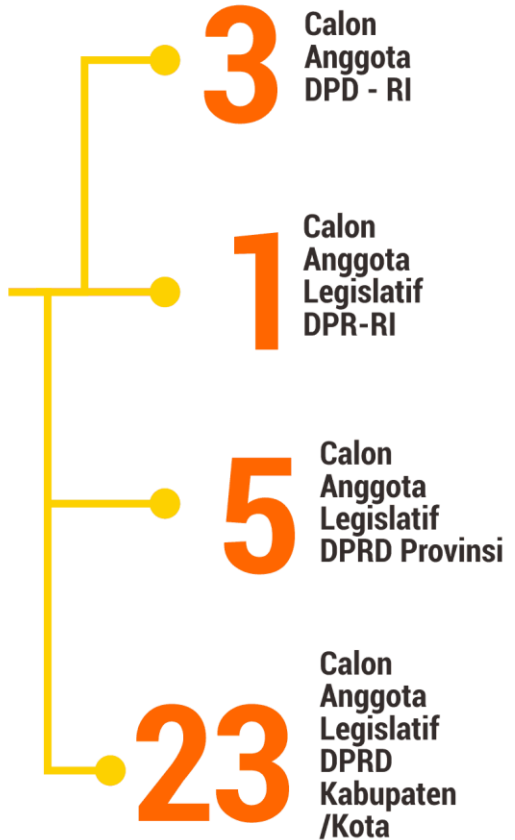 3
Calon
Anggota
DPD - RI
1
Calon
Anggota
Legislatif
DPR-RI
5
Calon
Anggota
Legislatif
DPRD Provinsi
23
Calon
Anggota
Legislatif
DPRD
Kabupaten
/Kota